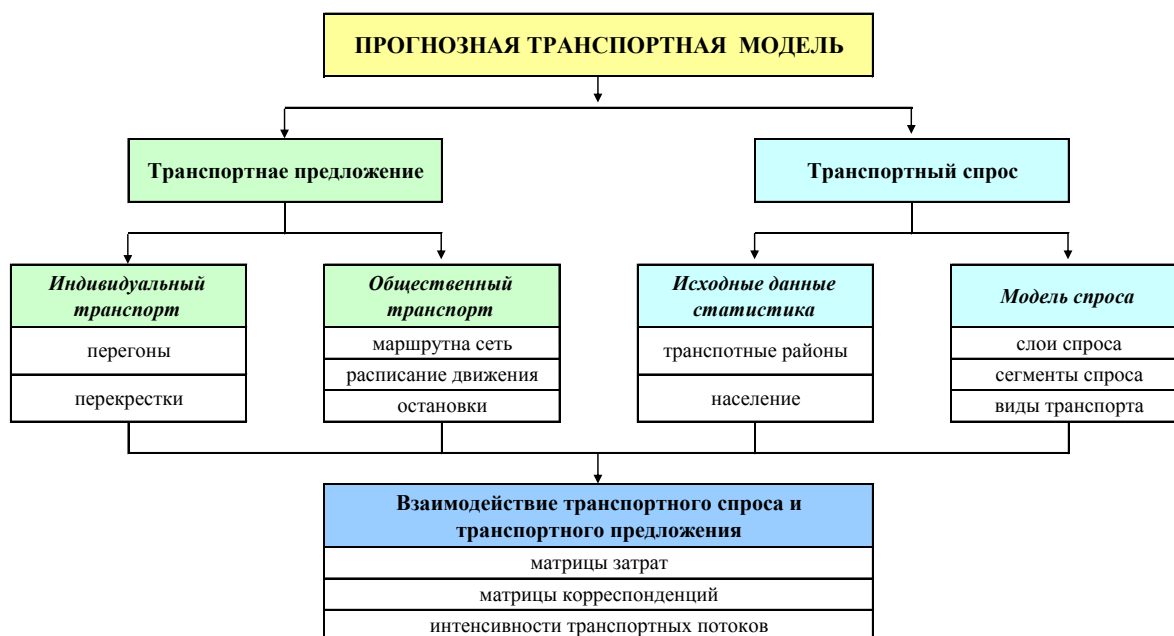 ПРОГНОЗНАЯ ТРАНСПОРТНАЯ МОДЕЛЬ
Транспортнае предложение
Транспортный спрос
Индивидуальный
транспорт
перегоны
перекрестки
Общественный
транспорт
маршрутна сеть
расписание движения
остановки
Исходные данные
статистика
транспотные районы
население
Модель спроса
слои спроса
сегменты спроса
виды транспорта
Взаимодействие транспортного спроса и
транспортного предложения
матрицы затрат
матрицы корреспонденций
интенсивности транспортных потоков